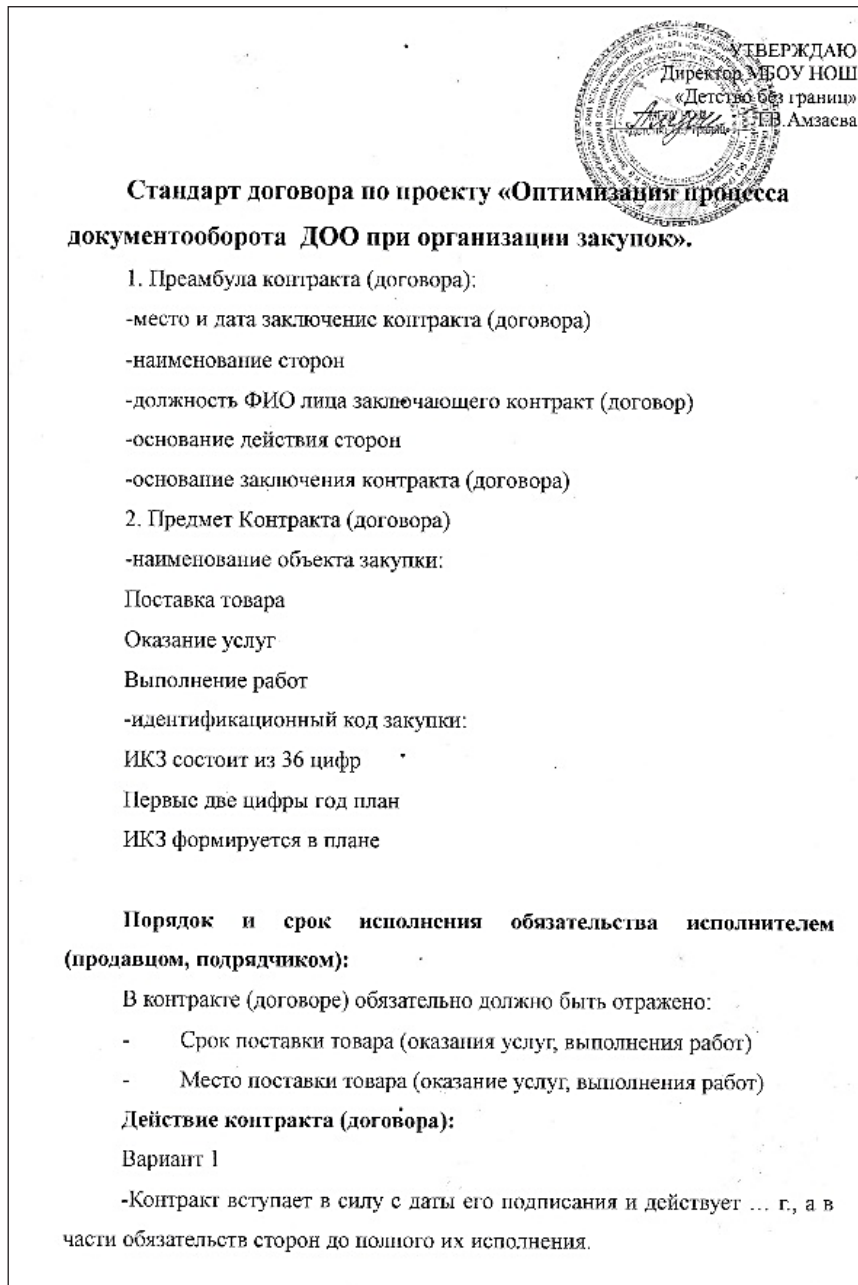 УТВЕРЖДАЮ
Директор МБОУ НОШ
«Детство без границ»
Т.В.Амзаева
Стандарт договора по проекту «Оптимизация процесса
документооборота ДОО при организации закупок».
1. Преамбула контракта (договора):
-место и дата заключение контракта (договора)
-наименование сторон
-должность ФИО лица заключающего контракт (договор)
-основание действия сторон
-основание заключения контракта (договора)
2. Предмет Контракта (договора)
-наименование объекта закупки:
Поставка товара
Оказание услуг
Выполнение работ
-идентификационный код закупки:
ИКЗ состоит из 36 цифр
Первые две цифры год план
ИКЗ формируется в плане
Порядок и срок исполнения обязательства исполнителем
(продавцом, подрядчиком):
В контракте (договоре) обязательно должно быть отражено:
- Срок поставки товара (оказания услуг, выполнения работ)
- Место поставки товара (оказание услуг, выполнения работ)
Действие контракта (договора):
Вариант 1
-Контракт вступает в силу с даты его подписания и действует … г., а в
части обязательств сторон до полного их исполнения.